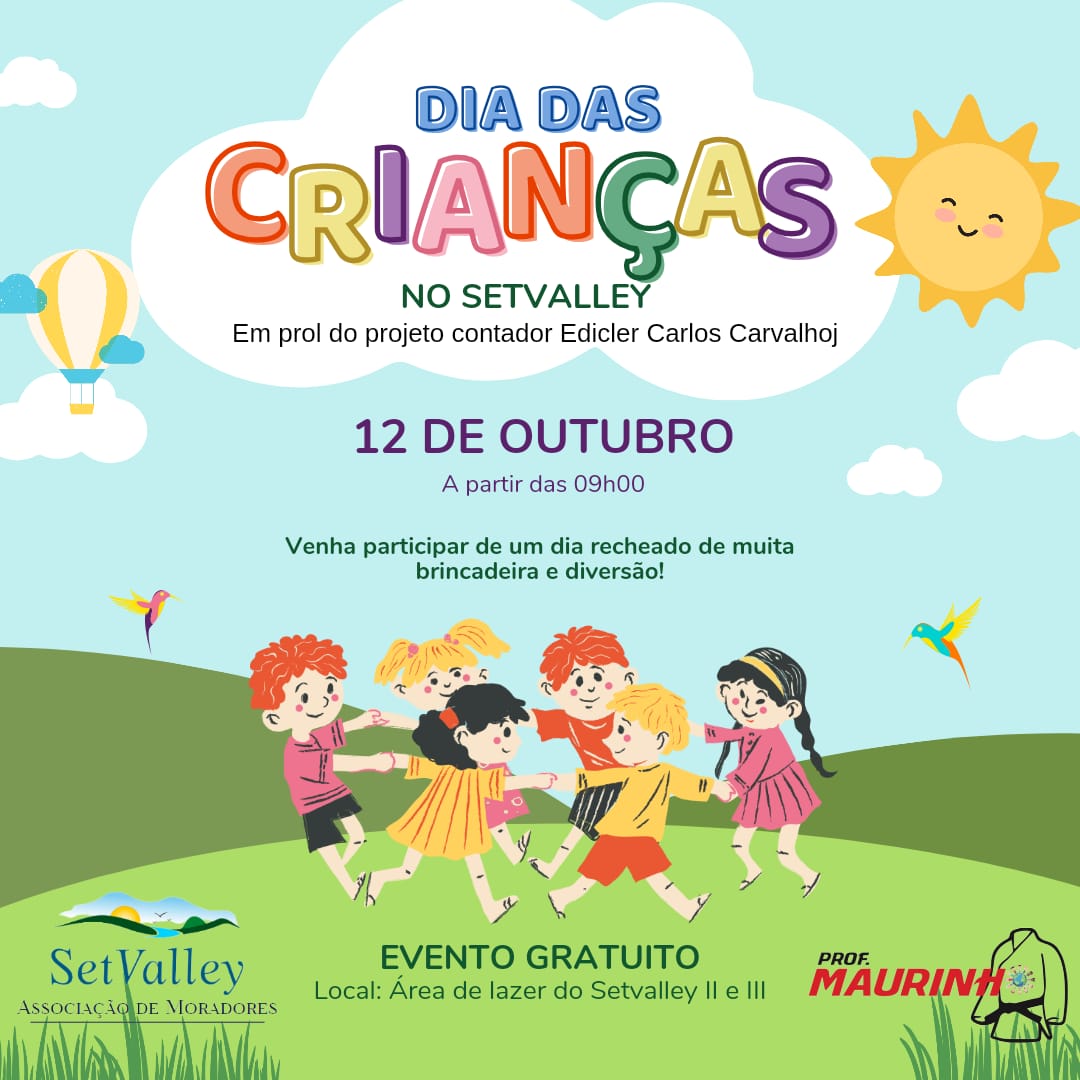 DIA DAS
CRIANÇAS
NO SETVALLEY
Em prol do projeto contador Edicler Carlos Carvalhoj
12 DE OUTUBRO
A partir das 09h00
Venha participar de um dia recheado de muita
brincadeira e diversão!
EVENTO GRATUITO
Local: Área de lazer do Setvalley II e III
SetValley
ASSOCIAÇÃO DE MORADORES
PROF.
MAURINH